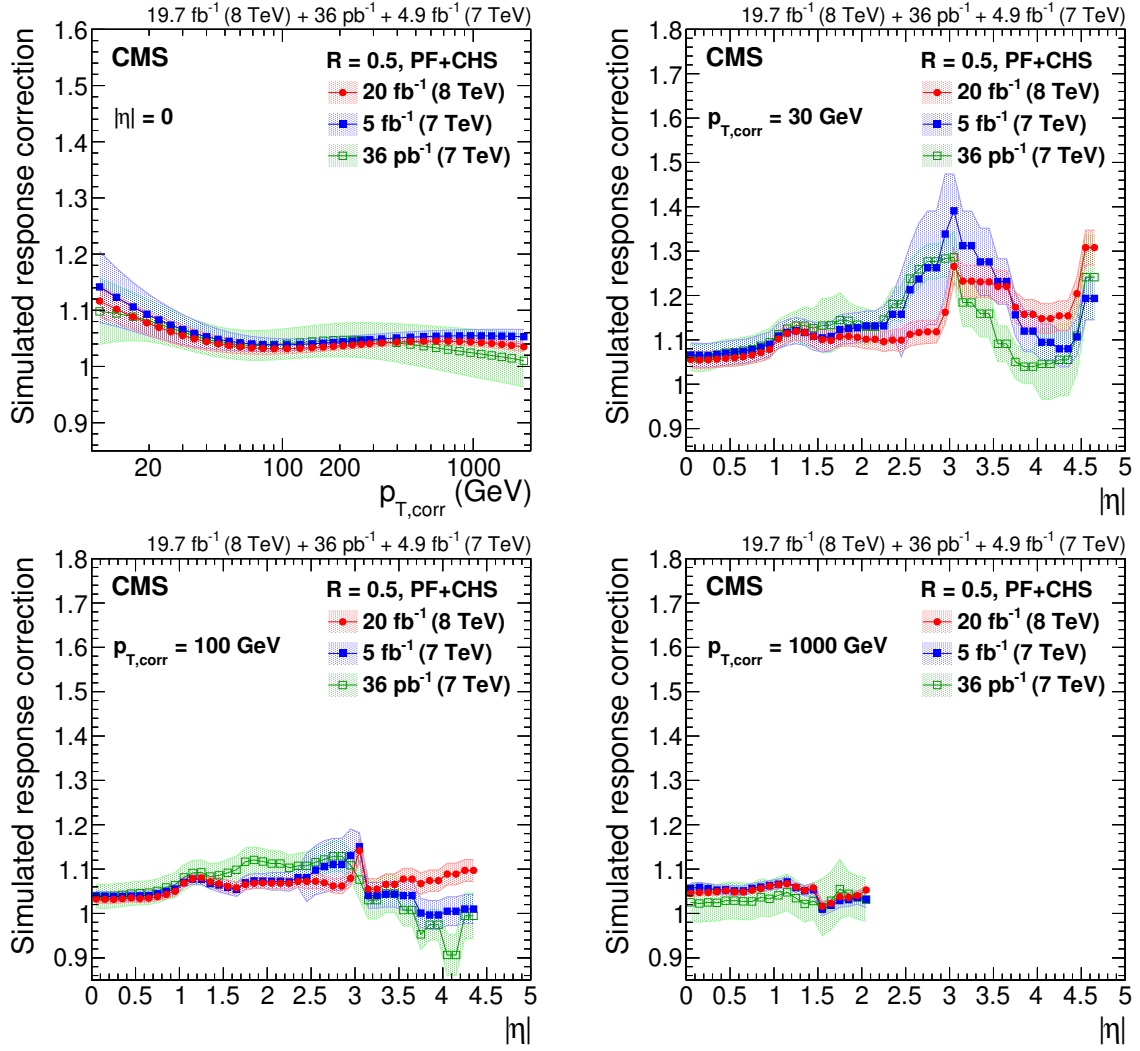 19.7 fb⁻¹ (8 TeV) + 36 pb⁻¹ + 4.9 fb⁻¹ (7 TeV)
Simulated response correction
1.6
1.5
1.4
1.3
1.2
1.1
1
0.9
CMS
|η| = 0
R = 0.5, PF+CHS
20 fb⁻¹ (8 TeV)
5 fb⁻¹ (7 TeV)
36 pb⁻¹ (7 TeV)
20 100 200 1000
p_T,corr (GeV)
19.7 fb⁻¹ (8 TeV) + 36 pb⁻¹ + 4.9 fb⁻¹ (7 TeV)
Simulated response correction
1.8
1.7
1.6
1.5
1.4
1.3
1.2
1.1
1
0.9
CMS
p_T,corr = 30 GeV
R = 0.5, PF+CHS
20 fb⁻¹ (8 TeV)
5 fb⁻¹ (7 TeV)
36 pb⁻¹ (7 TeV)
0 0.5 1 1.5 2 2.5 3 3.5 4 4.5 5
|η|
19.7 fb⁻¹ (8 TeV) + 36 pb⁻¹ + 4.9 fb⁻¹ (7 TeV)
Simulated response correction
1.8
1.7
1.6
1.5
1.4
1.3
1.2
1.1
1
0.9
CMS
p_T,corr = 100 GeV
R = 0.5, PF+CHS
20 fb⁻¹ (8 TeV)
5 fb⁻¹ (7 TeV)
36 pb⁻¹ (7 TeV)
0 0.5 1 1.5 2 2.5 3 3.5 4 4.5 5
|η|
19.7 fb⁻¹ (8 TeV) + 36 pb⁻¹ + 4.9 fb⁻¹ (7 TeV)
Simulated response correction
1.8
1.7
1.6
1.5
1.4
1.3
1.2
1.1
1
0.9
CMS
p_T,corr = 1000 GeV
R = 0.5, PF+CHS
20 fb⁻¹ (8 TeV)
5 fb⁻¹ (7 TeV)
36 pb⁻¹ (7 TeV)
0 0.5 1 1.5 2 2.5 3 3.5 4 4.5 5
|η|